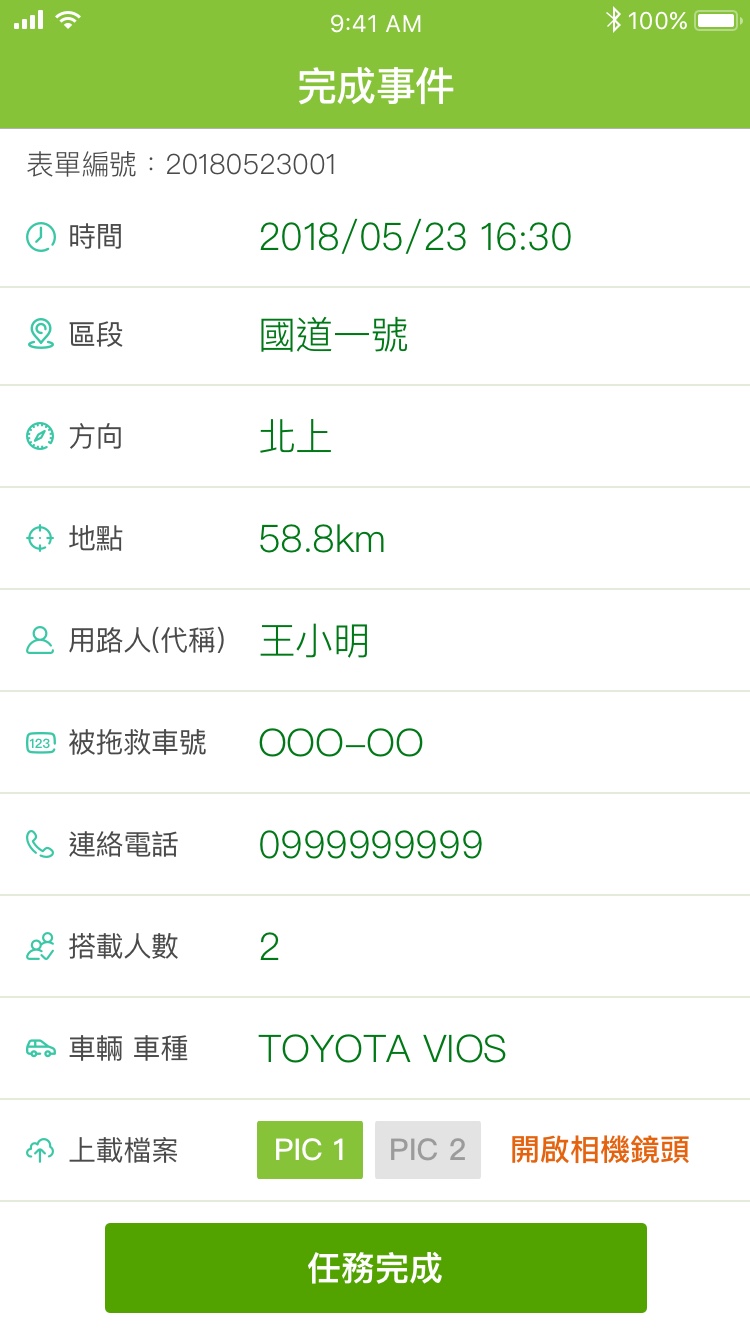 9:41 AM 100%
完成事件
表單編號：20180523001
時間 2018/05/23 16:30
區段 國道一號
方向 北上
地點 58.8km
用路人(代稱) 王小明
123 被拖救車號 OOO–OO
連絡電話 0999999999
搭載人數 2
車輛 車種 TOYOTA VIOS
上載檔案 PIC 1 PIC 2 開啟相機鏡頭
任務完成